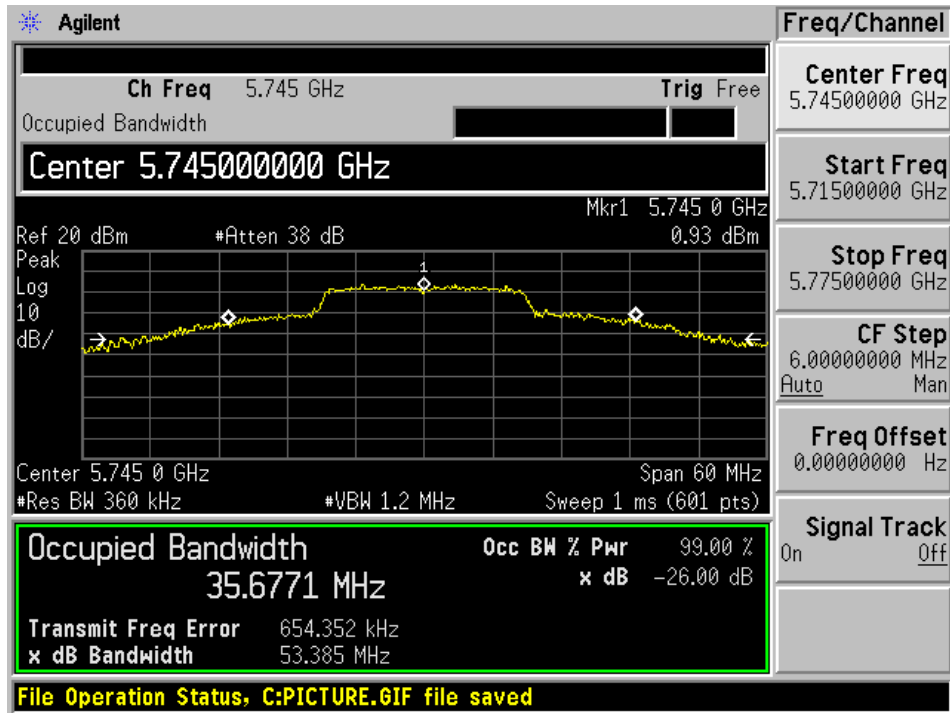 Agilent
Freq/Channel
Ch Freq 5.745 GHz Trig Free
Occupied Bandwidth
Center 5.745000000 GHz
Mkr1 5.745 0 GHz
Ref 20 dBm #Atten 38 dB 0.93 dBm
Peak
Log
10
dB/
1
Center 5.745 0 GHz Span 60 MHz
#Res BW 360 kHz #VBW 1.2 MHz Sweep 1 ms (601 pts)
Occupied Bandwidth Occ BW % Pwr 99.00 %
35.6771 MHz x dB -26.00 dB
Transmit Freq Error 654.352 kHz
x dB Bandwidth 53.385 MHz
File Operation Status, C:PICTURE.GIF file saved
Center Freq
5.74500000 GHz
Start Freq
5.71500000 GHz
Stop Freq
5.77500000 GHz
CF Step
6.00000000 MHz
Auto Man
Freq Offset
0.00000000 Hz
Signal Track
On Off